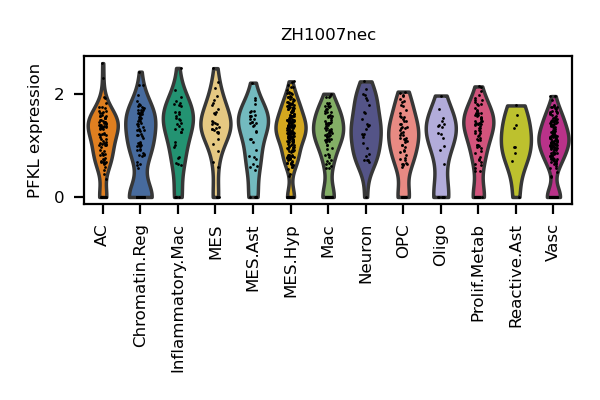 ZH1007nec
PFKL expression
2
0
AC
Chromatin.Reg
Inflammatory.Mac
MES
MES.Ast
MES.Hyp
Mac
Neuron
OPC
Oligo
Prolif.Metab
Reactive.Ast
Vasc